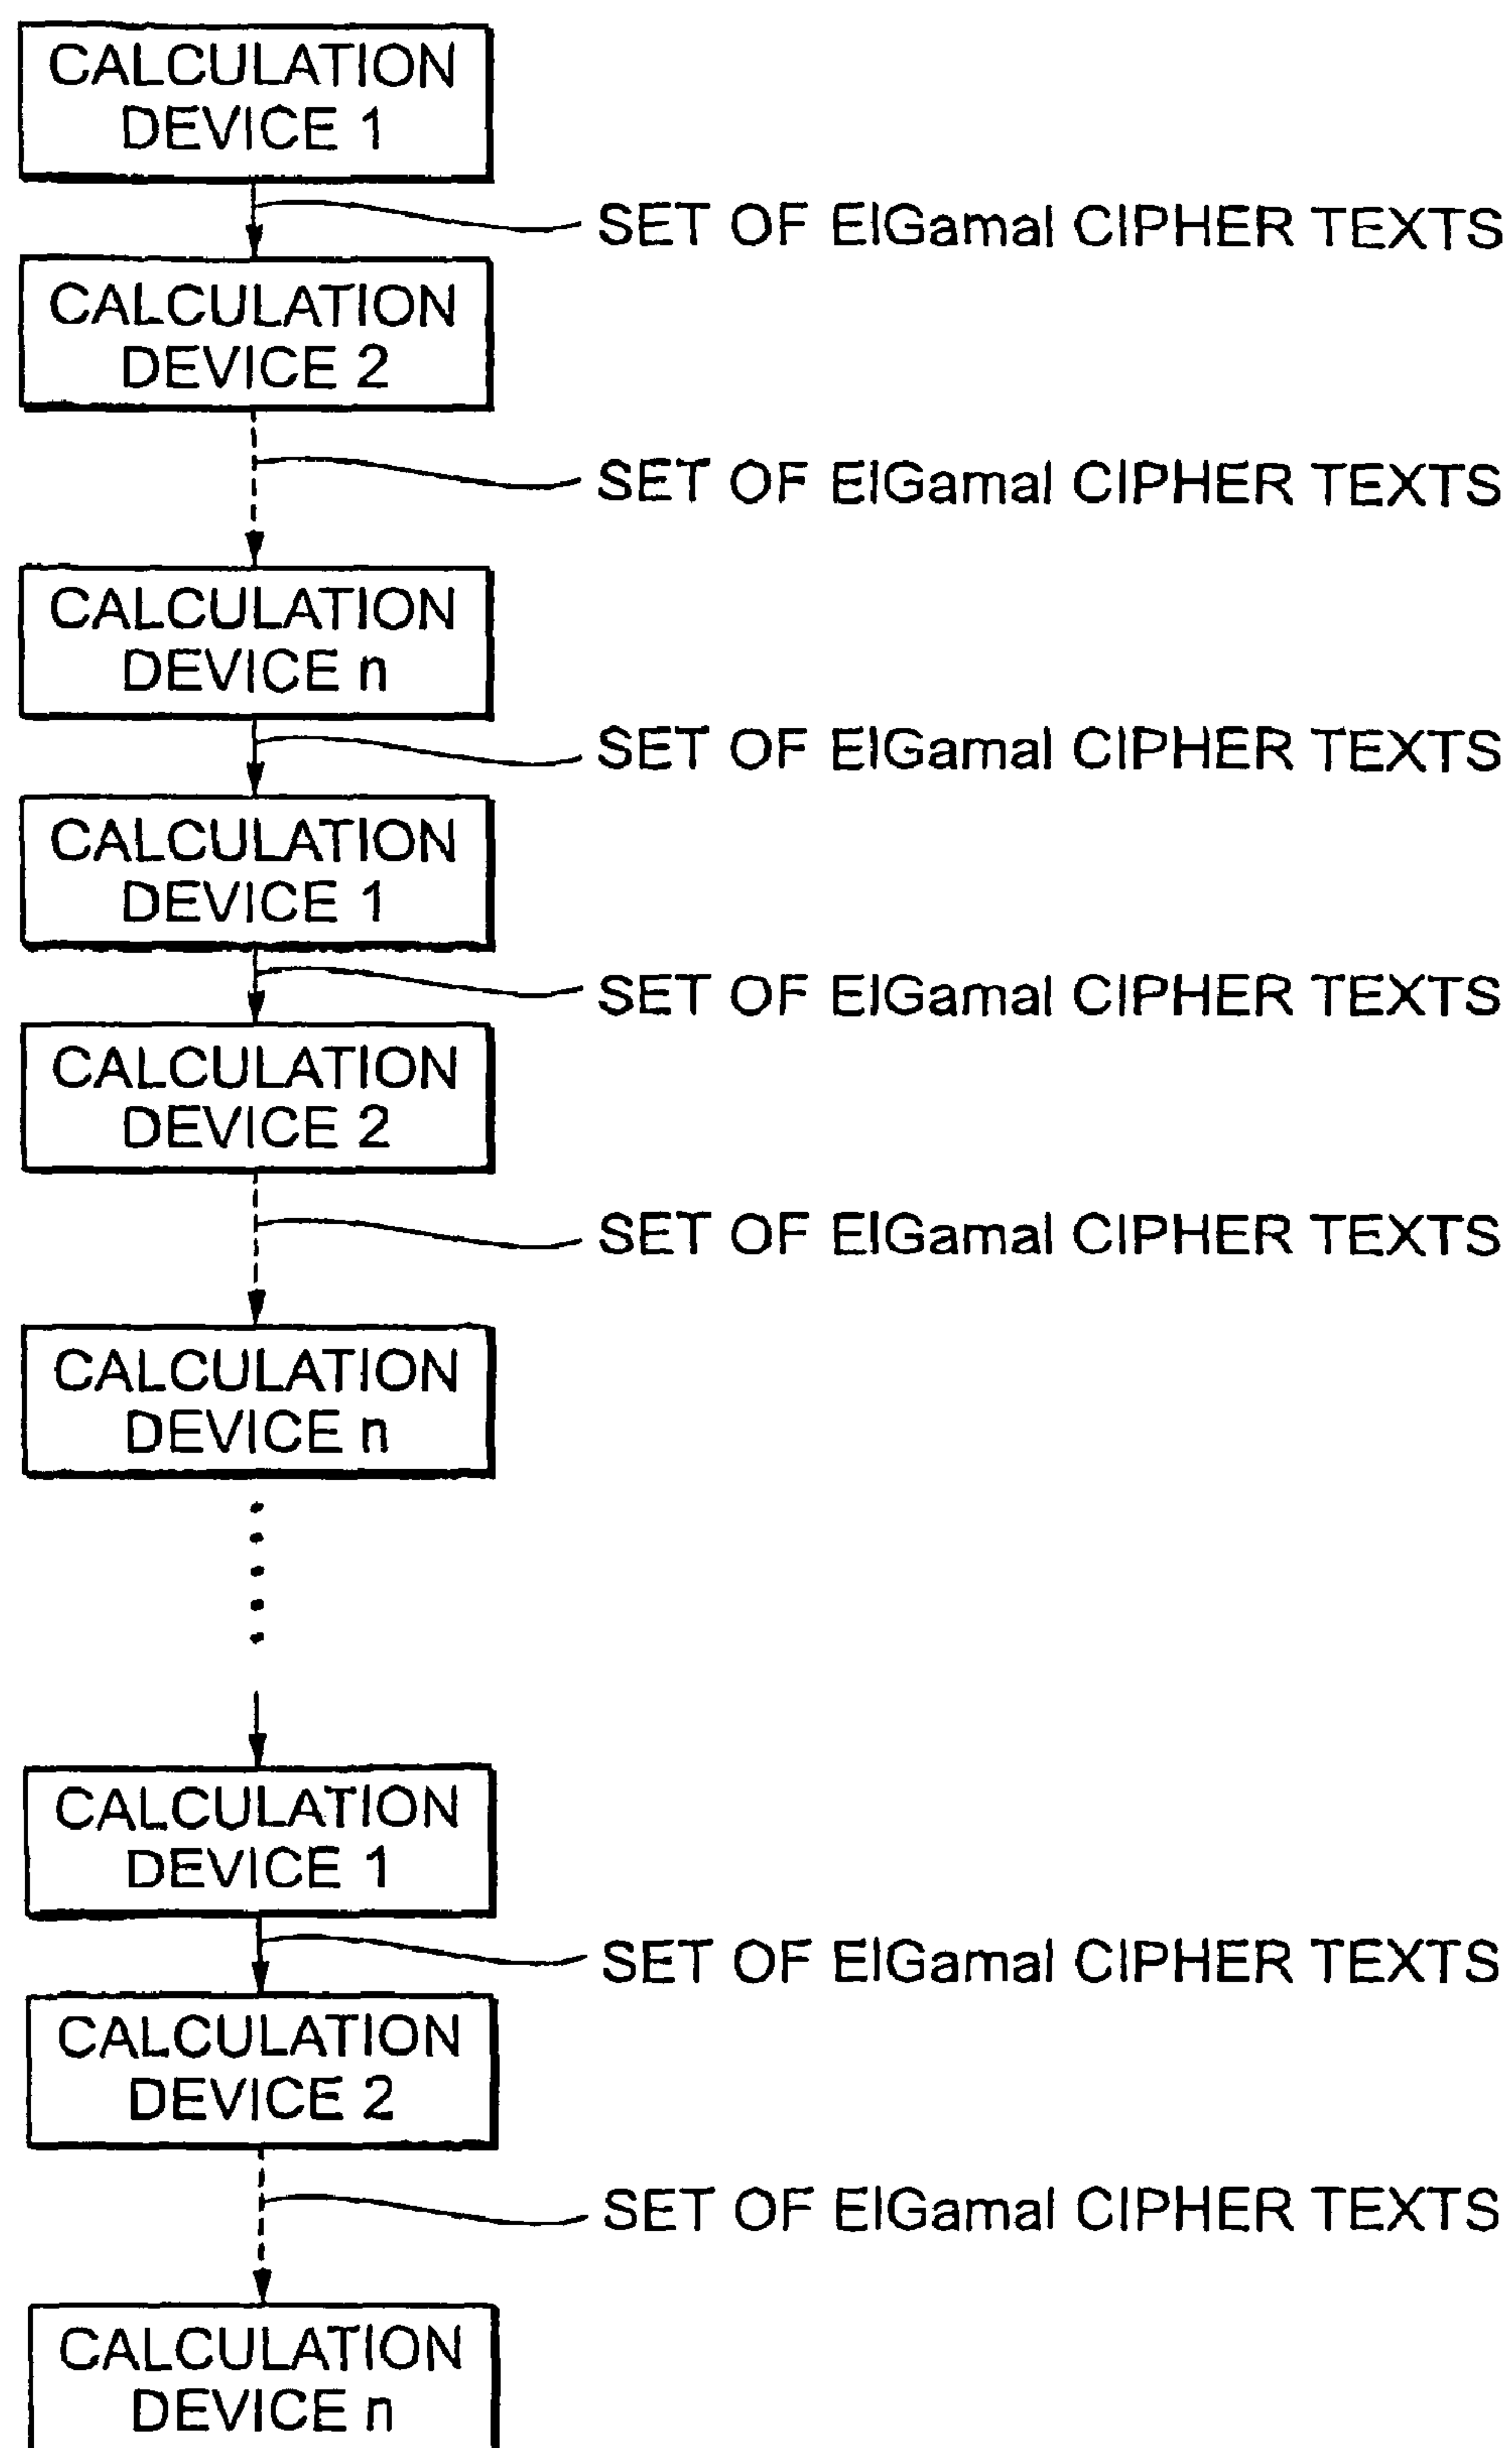 CALCULATION
DEVICE 1
SET OF ElGamal CIPHER TEXTS
CALCULATION
DEVICE 2
SET OF ElGamal CIPHER TEXTS
CALCULATION
DEVICE n
SET OF ElGamal CIPHER TEXTS
CALCULATION
DEVICE 1
SET OF ElGamal CIPHER TEXTS
CALCULATION
DEVICE 2
SET OF ElGamal CIPHER TEXTS
CALCULATION
DEVICE n
CALCULATION
DEVICE 1
SET OF ElGamal CIPHER TEXTS
CALCULATION
DEVICE 2
SET OF ElGamal CIPHER TEXTS
CALCULATION
DEVICE n